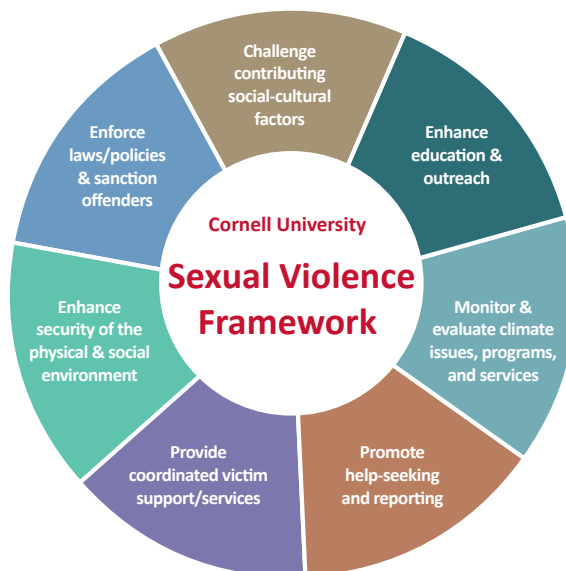 Challenge
contributing
social-cultural
factors
Enhance
education &
outreach
Monitor &
evaluate climate
issues, programs,
and services
Promote
help-seeking
and reporting
Provide
coordinated victim
support/services
Enhance
security of the
physical & social
environment
Enforce
laws/policies
& sanction
offenders
Cornell University
Sexual Violence
Framework